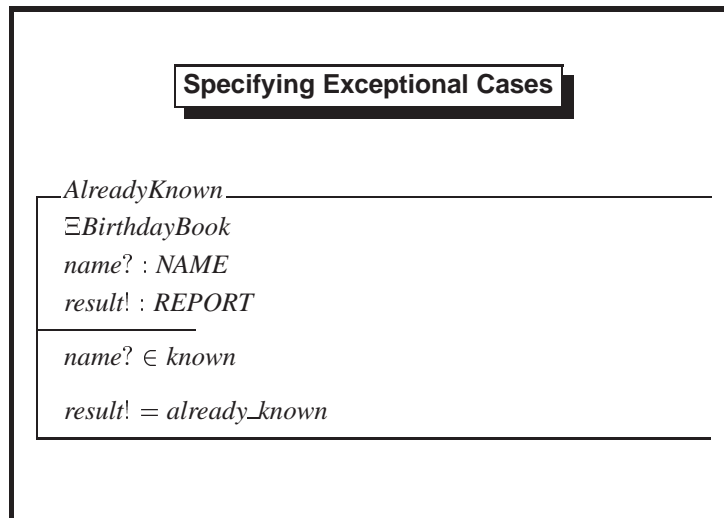 Specifying Exceptional Cases
AlreadyKnown
ΞBirthdayBook
name? : NAME
result! : REPORT
name? ∈ known
result! = already_known